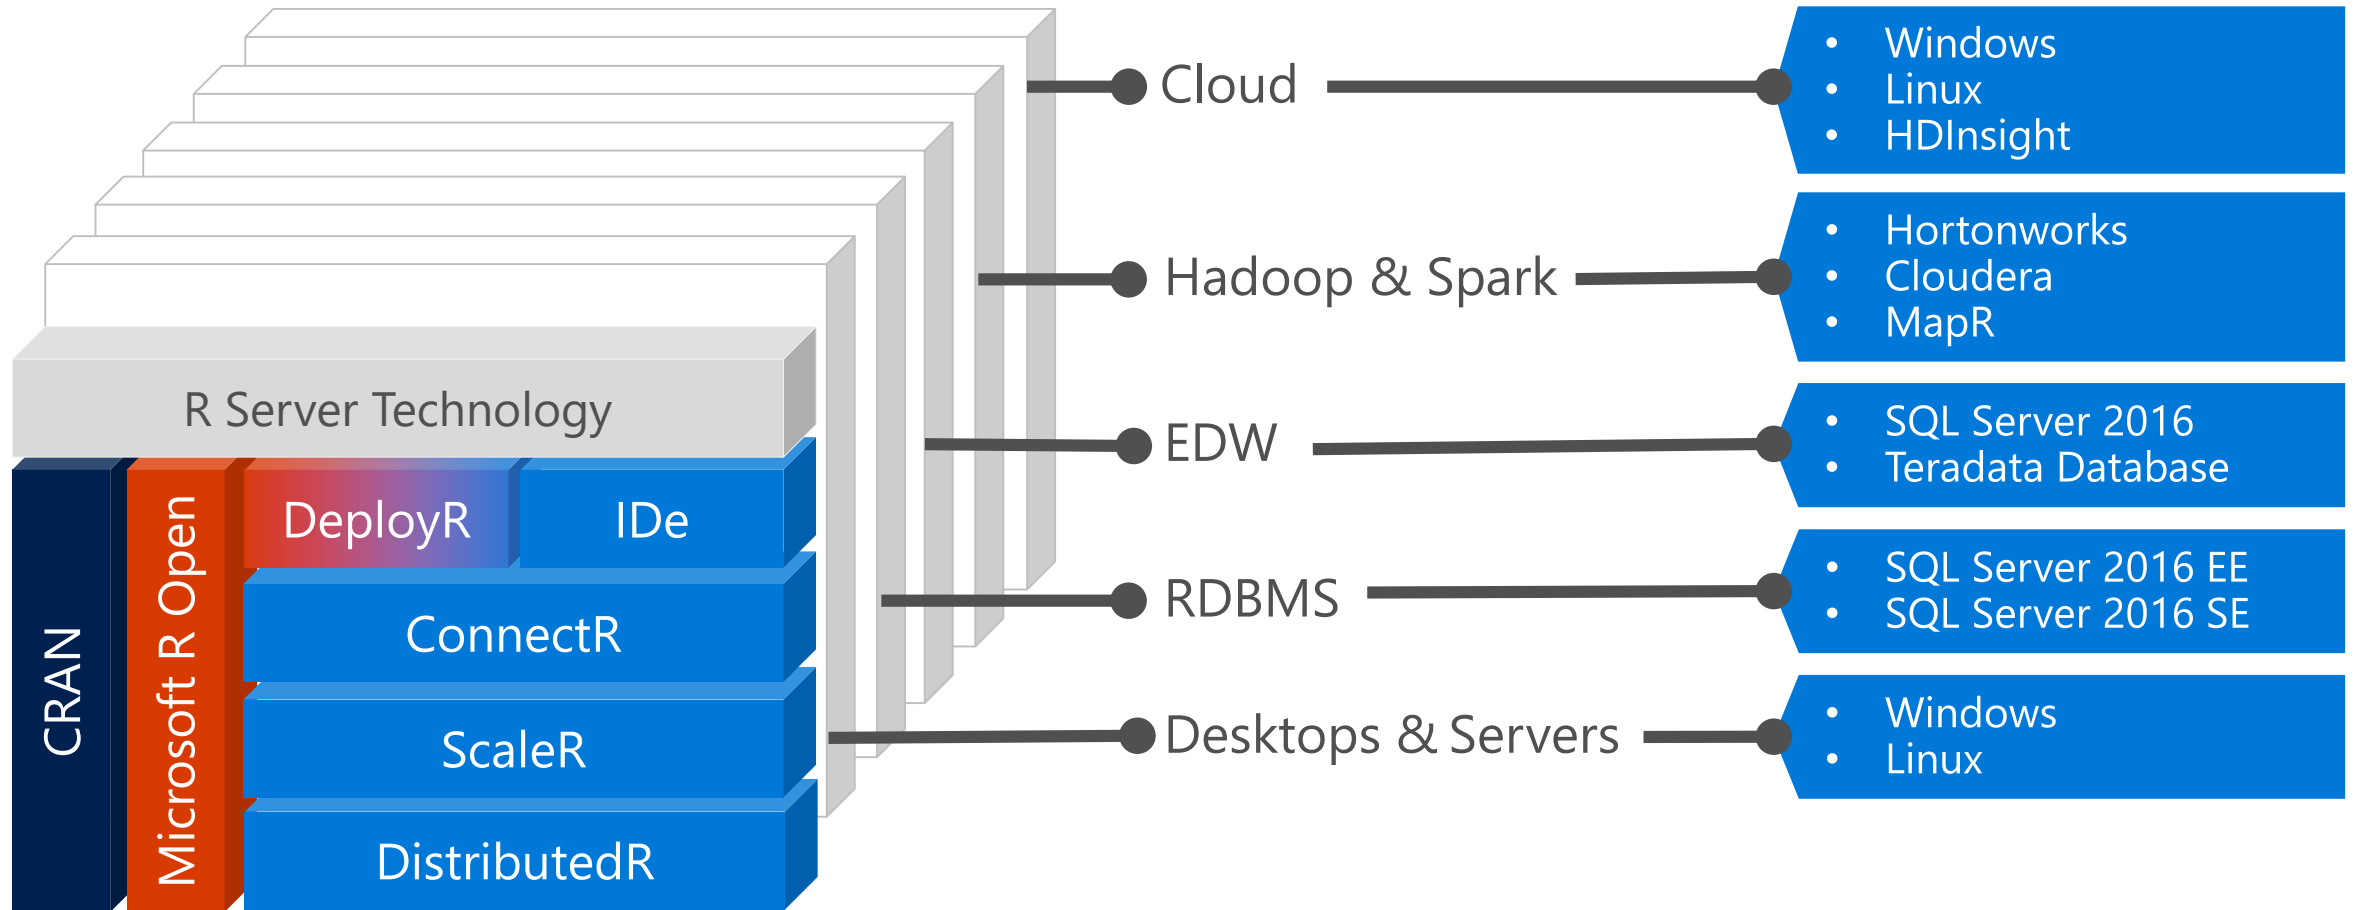 R Server Technology
CRAN
Microsoft R Open
DeployR
IDe
ConnectR
ScaleR
DistributedR
Cloud
• Windows
• Linux
• HDInsight
Hadoop & Spark
• Hortonworks
• Cloudera
• MapR
EDW
• SQL Server 2016
• Teradata Database
RDBMS
• SQL Server 2016 EE
• SQL Server 2016 SE
Desktops & Servers
• Windows
• Linux